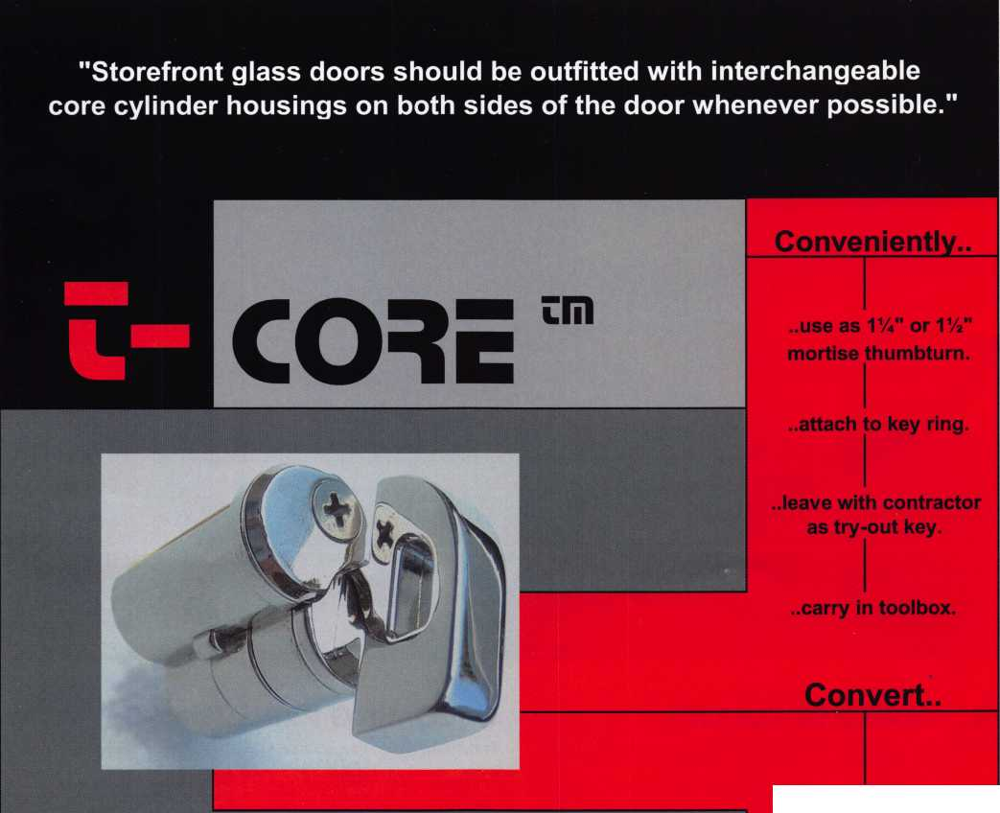 "Storefront glass doors should be outfitted with interchangeable
core cylinder housings on both sides of the door whenever possible."
t-CORE™
Conveniently..
..use as 1¼" or 1½"
mortise thumbturn.
..attach to key ring.
..leave with contractor
as try-out key.
..carry in toolbox.
Convert..